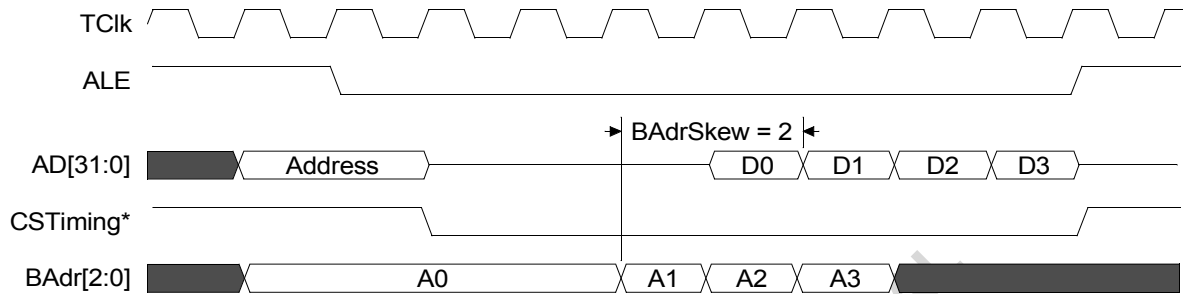 TClk
ALE
BAdrSkew = 2
AD[31:0] Address D0 D1 D2 D3
CSTiming*
BAdr[2:0] A0 A1 A2 A3